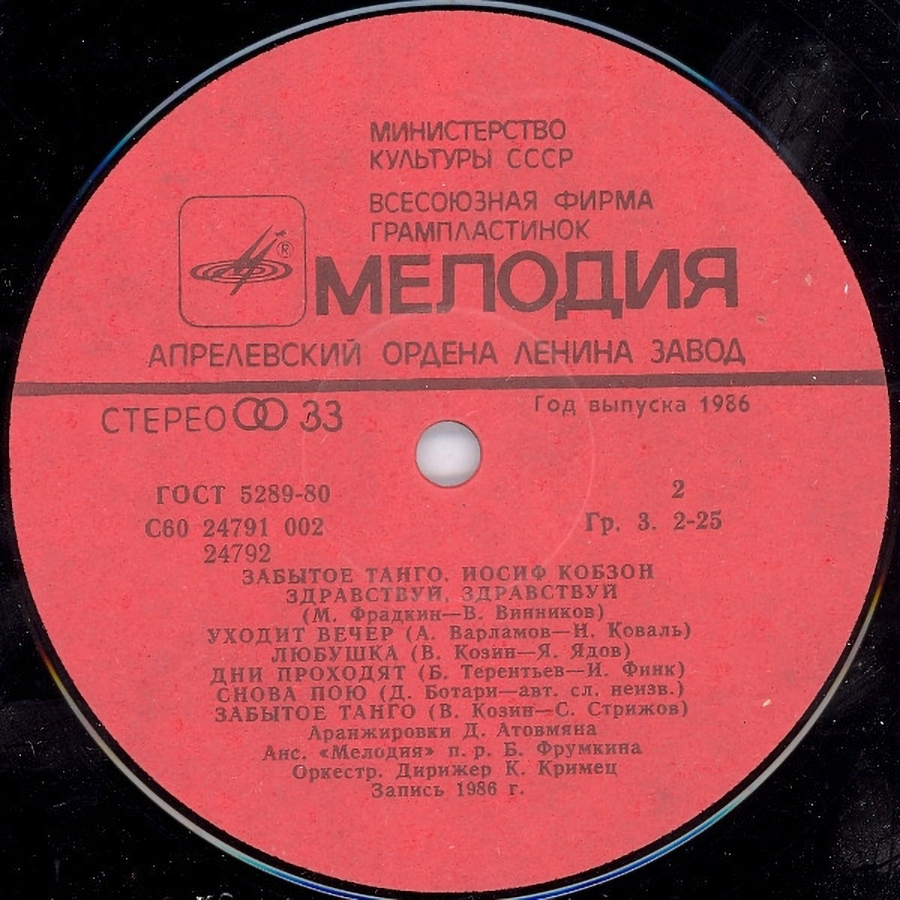 МИНИСТЕРСТВО
КУЛЬТУРЫ СССР
ВСЕСОЮЗНАЯ ФИРМА
ГРАМПЛАСТИНОК
®
МЕЛОДИЯ
АПРЕЛЕВСКИЙ ОРДЕНА ЛЕНИНА ЗАВОД
СТЕРЕО 33
Год выпуска 1986
ГОСТ 5289-80
2
С60 24791 002
Гр. 3. 2-25
24792
ЗАБЫТОЕ ТАНГО. ИОСИФ КОБЗОН
ЗДРАВСТВУЙ, ЗДРАВСТВУЙ
(М. Фрадкин—В. Винников)
УХОДИТ ВЕЧЕР (А. Варламов—Н. Коваль)
ЛЮБУШКА (В. Козин—Я. Ядов)
ДНИ ПРОХОДЯТ (Б. Терентьев—И. Финк)
СНОВА ПОЮ (Д. Ботари—авт. сл. неизв.)
ЗАБЫТОЕ ТАНГО (В. Козин—С. Стрижов)
Аранжировки Д. Атовмяна
Анс. «Мелодия» п. р. Б. Фрумкина
Оркестр. Дирижер К. Кримец
Запись 1986 г.